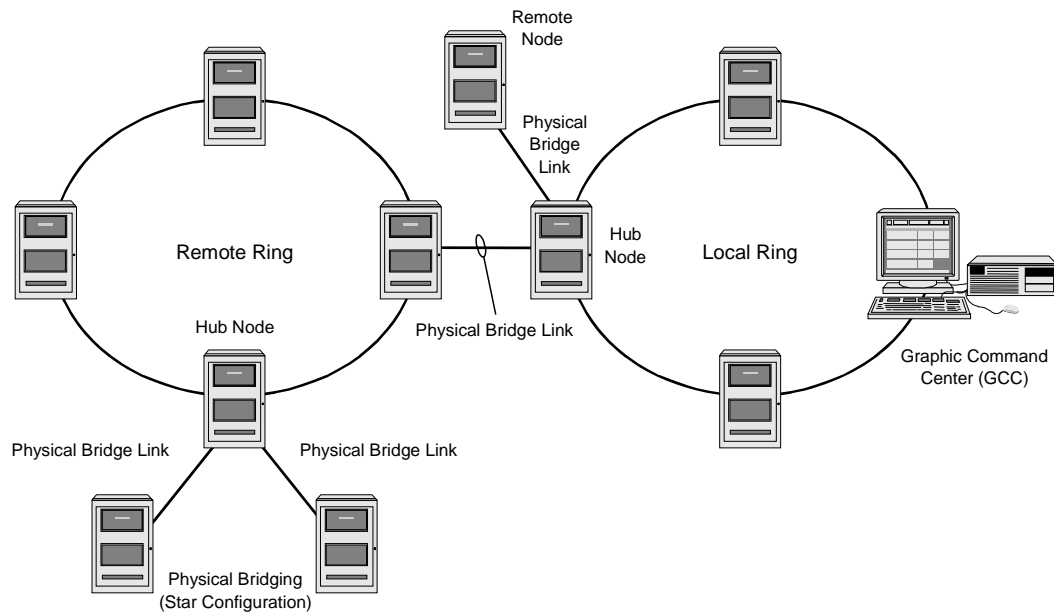 Remote
Node
Physical
Bridge
Link
Remote Ring
Hub
Node
Local Ring
Hub Node
Physical Bridge Link
Graphic Command
Center (GCC)
Physical Bridge Link
Physical Bridge Link
Physical Bridging
(Star Configuration)